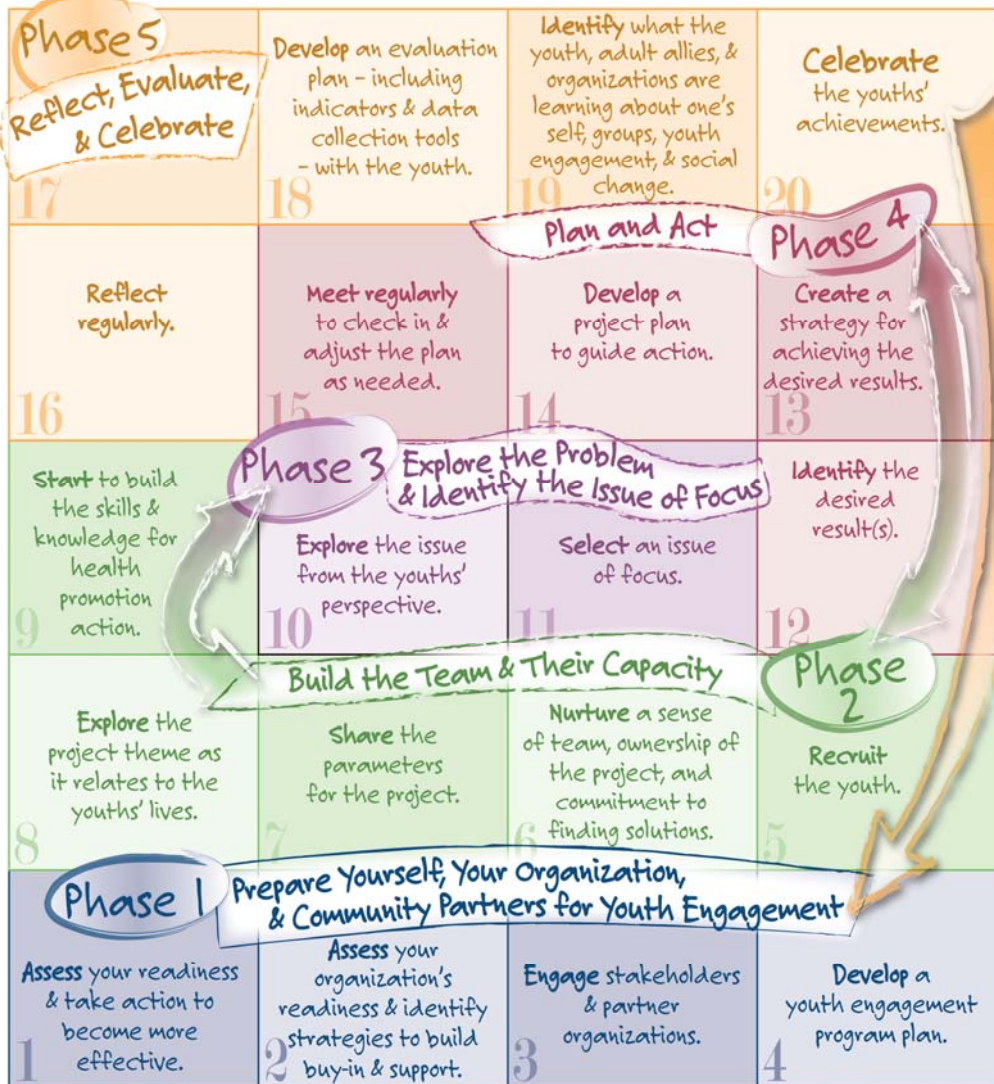 Phase 5
Reflect, Evaluate,
& Celebrate
17
Develop an evaluation
plan – including
indicators & data
collection tools
– with the youth.
18
Identify what the
youth, adult allies, &
organizations are
learning about one's
self, groups, youth
engagement, & social
change.
19
Celebrate
the youths'
achievements.
20
Plan and Act
Phase 4
Reflect
regularly.
16
Meet regularly
to check in &
adjust the plan
as needed.
15
Develop a
project plan
to guide action.
14
Create a
strategy for
achieving the
desired results.
13
Phase 3
Explore the Problem
& Identify the Issue of Focus
Start to build
the skills &
knowledge for
health
promotion
action.
9
Explore the issue
from the youths'
perspective.
10
Select an issue
of focus.
11
Identify the
desired
result(s).
12
Build the Team & Their Capacity
Phase
2
Explore the
project theme as
it relates to the
youths' lives.
8
Share the
parameters
for the project.
7
Nurture a sense
of team, ownership of
the project, and
commitment to
finding solutions.
6
Recruit
the youth.
5
Phase 1
Prepare Yourself, Your Organization,
& Community Partners for Youth Engagement
Assess your readiness
& take action to
become more
effective.
1
Assess your
organization's
readiness & identify
strategies to build
buy-in & support.
2
Engage stakeholders
& partner
organizations.
3
Develop a
youth engagement
program plan.
4